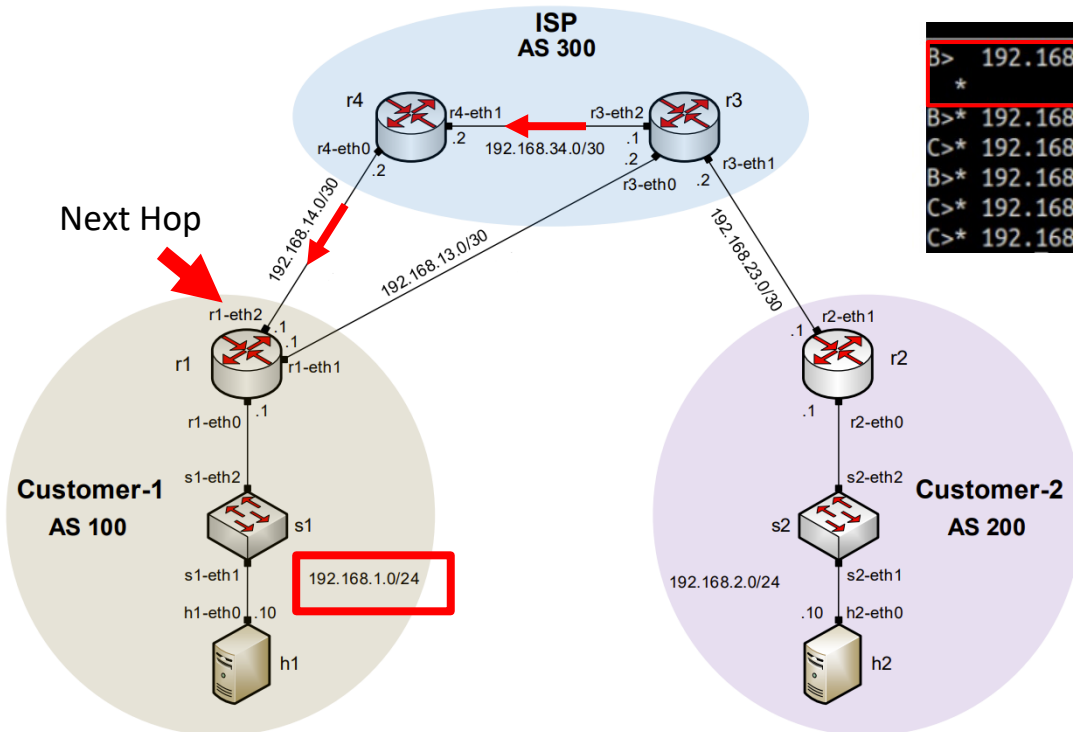 ISP
AS 300
r4
r3
r4-eth1
r3-eth2
.2
192.168.34.0/30
.1
r4-eth0
.2
.2
r3-eth0
r3-eth1
.2
Next Hop
192.168.14.0/30
192.168.13.0/30
192.168.23.0/30
r1-eth2
.1
.1
r1-eth1
r1
r2-eth1
.1
r2
r1-eth0
.1
.1
r2-eth0
s1-eth2
s2-eth2
Customer-1
AS 100
s1
s2
Customer-2
AS 200
s1-eth1
192.168.1.0/24
192.168.2.0/24
s2-eth1
h1-eth0
.10
.10
h2-eth0
h1
h2
B> 192.168
*
B>* 192.168
C>* 192.168
B>* 192.168
C>* 192.168
C>* 192.168